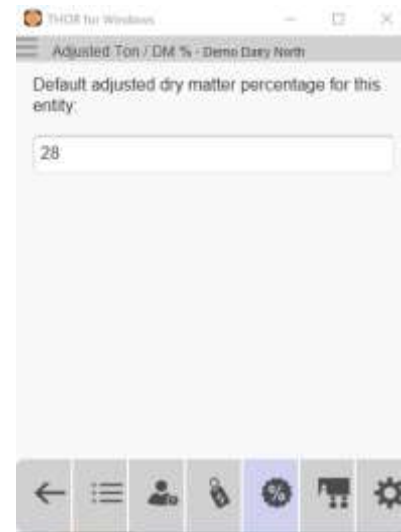 THOR for Windows
Adjusted Ton / DM % - Demo Dairy North
Default adjusted dry matter percentage for this
entity:
28
%